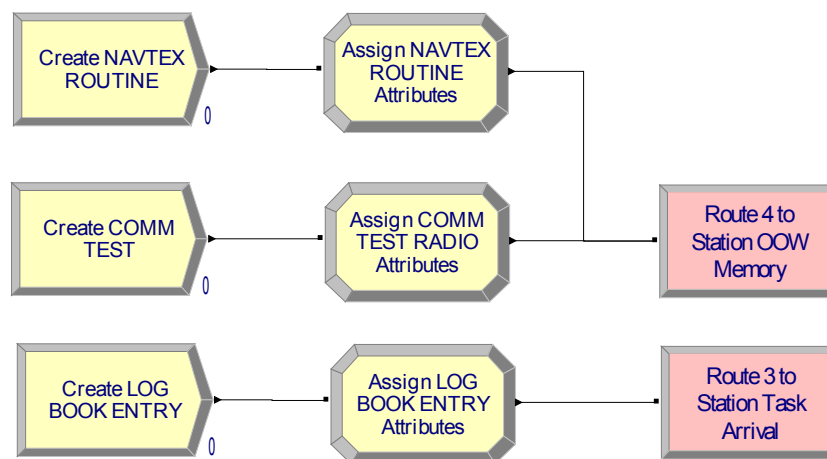 Create NAVTEX
ROUTINE
0
Assign NAVTEX
ROUTINE
Attributes
Create COMM
TEST
0
Assign COMM
TEST RADIO
Attributes
Route 4 to
Station OOW
Memory
Create LOG
BOOK ENTRY
0
Assign LOG
BOOK ENTRY
Attributes
Route 3 to
Station Task
Arrival